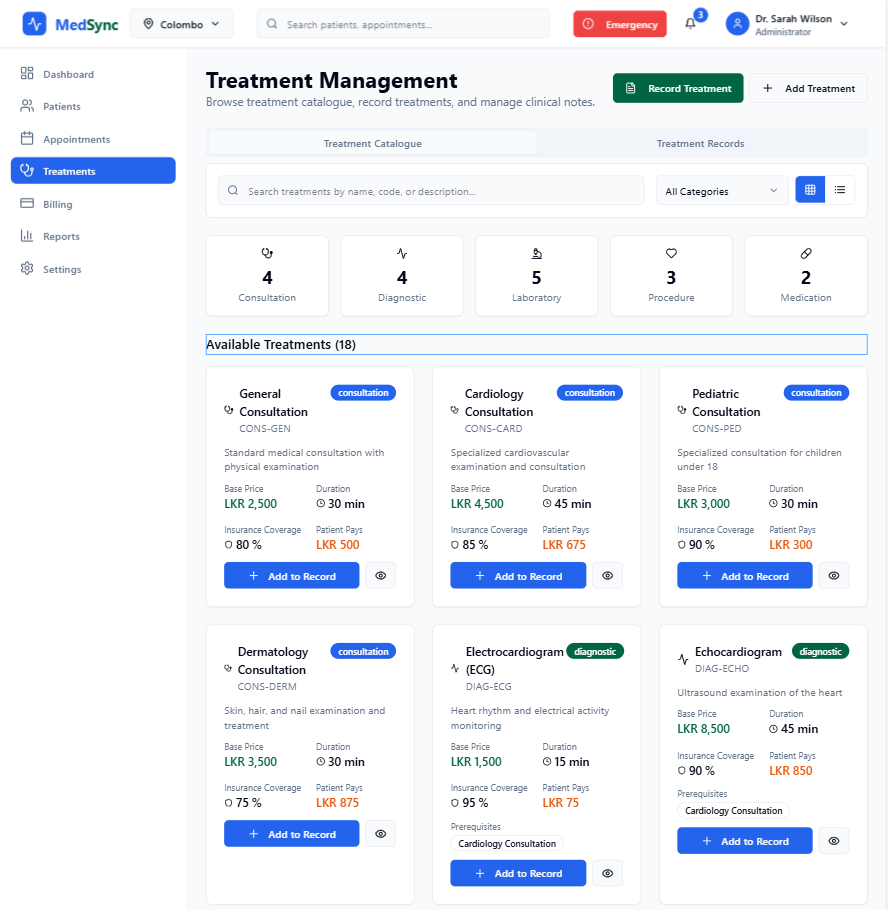 MedSync
Colombo
Search patients, appointments...
Emergency
3
Dr. Sarah Wilson
Administrator
Dashboard
Patients
Appointments
Treatments
Billing
Reports
Settings
Treatment Management
Browse treatment catalogue, record treatments, and manage clinical notes.
Record Treatment
Add Treatment
Treatment Catalogue
Treatment Records
Search treatments by name, code, or description...
All Categories
4
Consultation
4
Diagnostic
5
Laboratory
3
Procedure
2
Medication
Available Treatments (18)
General
Consultation
consultation
CONS-GEN
Standard medical consultation with
physical examination
Base Price
Duration
LKR 2,500
30 min
Insurance Coverage
Patient Pays
80 %
LKR 500
Add to Record
Cardiology
Consultation
consultation
CONS-CARD
Specialized cardiovascular
examination and consultation
Base Price
Duration
LKR 4,500
45 min
Insurance Coverage
Patient Pays
85 %
LKR 675
Add to Record
Pediatric
Consultation
consultation
CONS-PED
Specialized consultation for children
under 18
Base Price
Duration
LKR 3,000
30 min
Insurance Coverage
Patient Pays
90 %
LKR 300
Add to Record
Dermatology
Consultation
consultation
CONS-DERM
Skin, hair, and nail examination and
treatment
Base Price
Duration
LKR 3,500
30 min
Insurance Coverage
Patient Pays
75 %
LKR 875
Add to Record
Electrocardiogram
(ECG)
diagnostic
DIAG-ECG
Heart rhythm and electrical activity
monitoring
Base Price
Duration
LKR 1,500
15 min
Insurance Coverage
Patient Pays
95 %
LKR 75
Prerequisites
Cardiology Consultation
Add to Record
Echocardiogram
diagnostic
DIAG-ECHO
Ultrasound examination of the heart
Base Price
Duration
LKR 8,500
45 min
Insurance Coverage
Patient Pays
90 %
LKR 850
Prerequisites
Cardiology Consultation
Add to Record